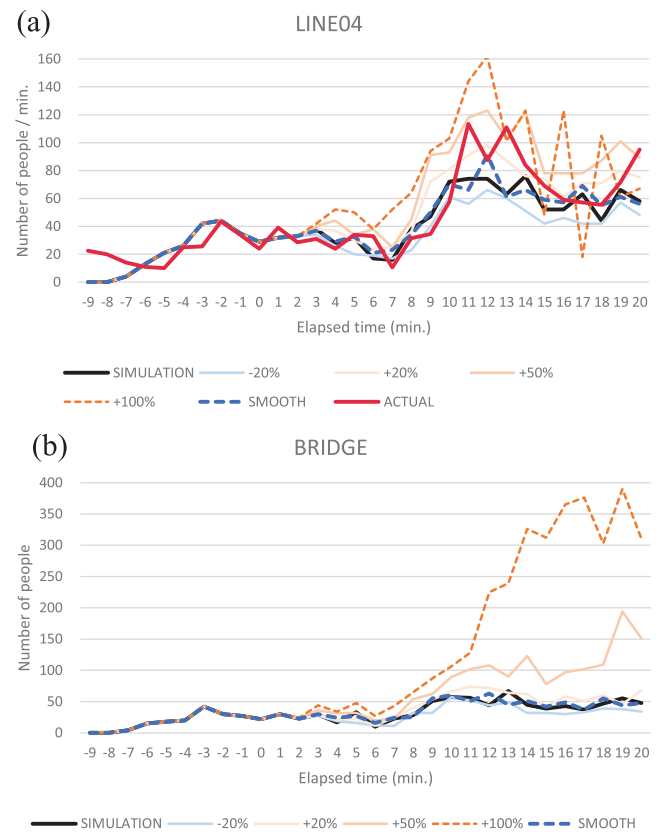 (a)
LINE04
Number of people / min.
160
140
120
100
80
60
40
20
0
-9 -8 -7 -6 -5 -4 -3 -2 -1 0 1 2 3 4 5 6 7 8 9 10 11 12 13 14 15 16 17 18 19 20
Elapsed time (min.)
SIMULATION -20% +20% +50%
+100% SMOOTH ACTUAL
(b)
BRIDGE
Number of people
400
350
300
250
200
150
100
50
0
-9 -8 -7 -6 -5 -4 -3 -2 -1 0 1 2 3 4 5 6 7 8 9 10 11 12 13 14 15 16 17 18 19 20
Elapsed time (min.)
SIMULATION -20% +20% +50% +100% SMOOTH